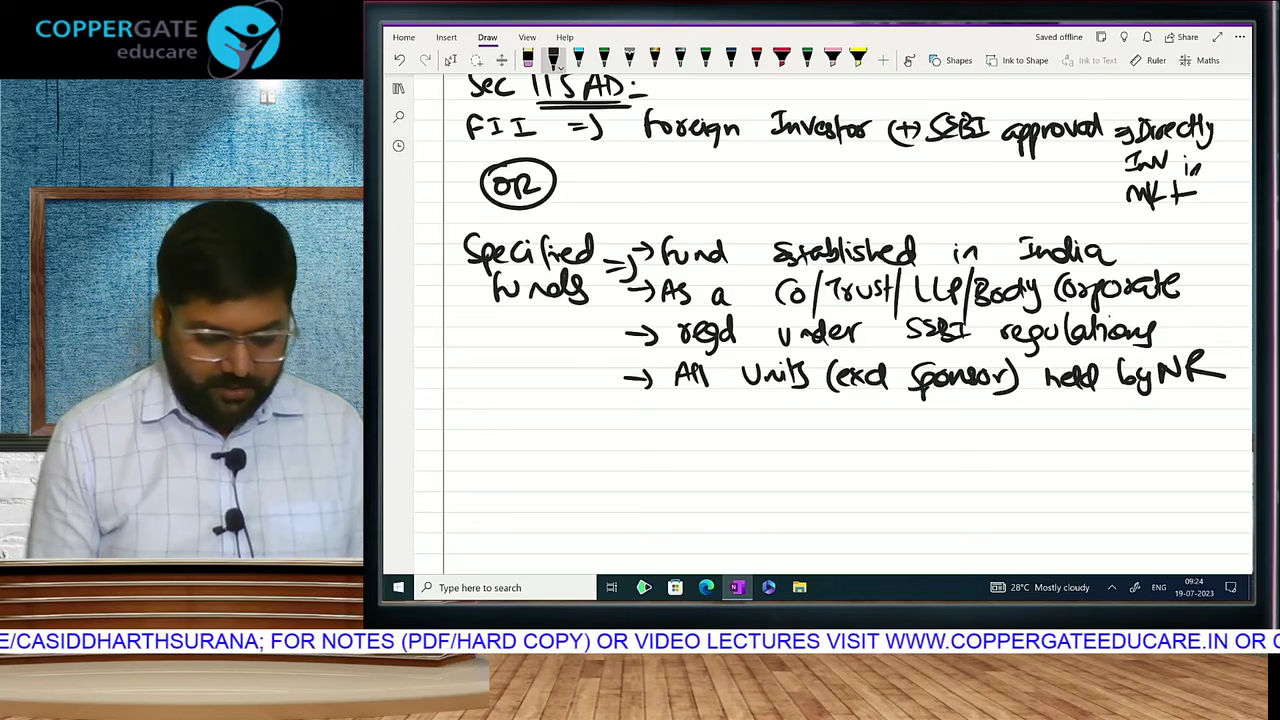 COPPERGATE
educare
Home Insert Draw View Help
Saved offline
Share
Shapes Ink to Shape Ink to Text Ruler Maths
Sec 115AD:-
FII => Foreign Investor (+) SEBI approved => Directly
Inv in
Mkt
OR
Specified => → Fund established in India
funds → As a Co/Trust/LLP/Body Corporate
→ regd under SEBI regulations
→ All Units (excl Sponsor) held by NR
Type here to search
28°C Mostly cloudy
ENG
09:24
19-07-2023
E/CASIDDHARTHSURANA; FOR NOTES (PDF/HARD COPY) OR VIDEO LECTURES VISIT WWW.COPPERGATEEDUCARE.IN OR